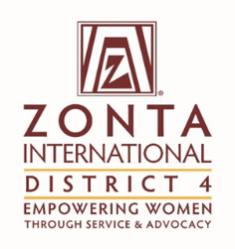 Z
®
ZONTA
INTERNATIONAL
DISTRICT 4
EMPOWERING WOMEN
THROUGH SERVICE & ADVOCACY